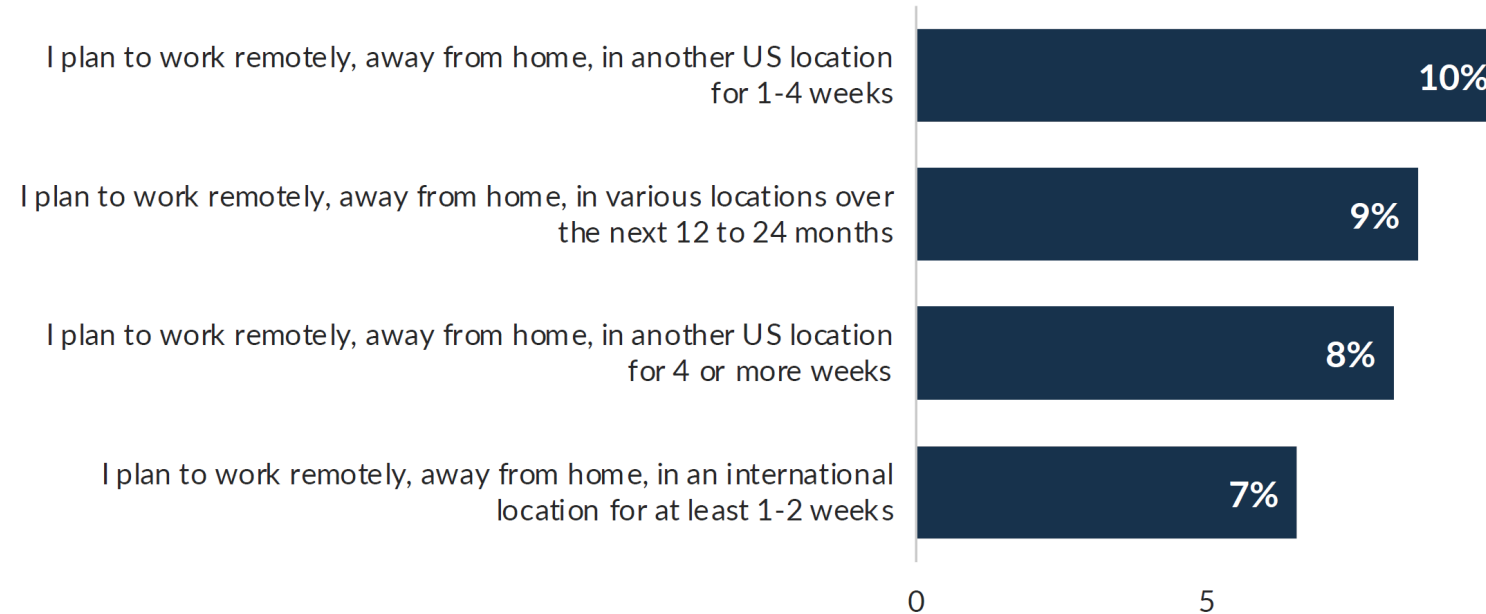 I plan to work remotely, away from home, in another US location
for 1-4 weeks
10%
I plan to work remotely, away from home, in various locations over
the next 12 to 24 months
9%
I plan to work remotely, away from home, in another US location
for 4 or more weeks
8%
I plan to work remotely, away from home, in an international
location for at least 1-2 weeks
7%
0 5